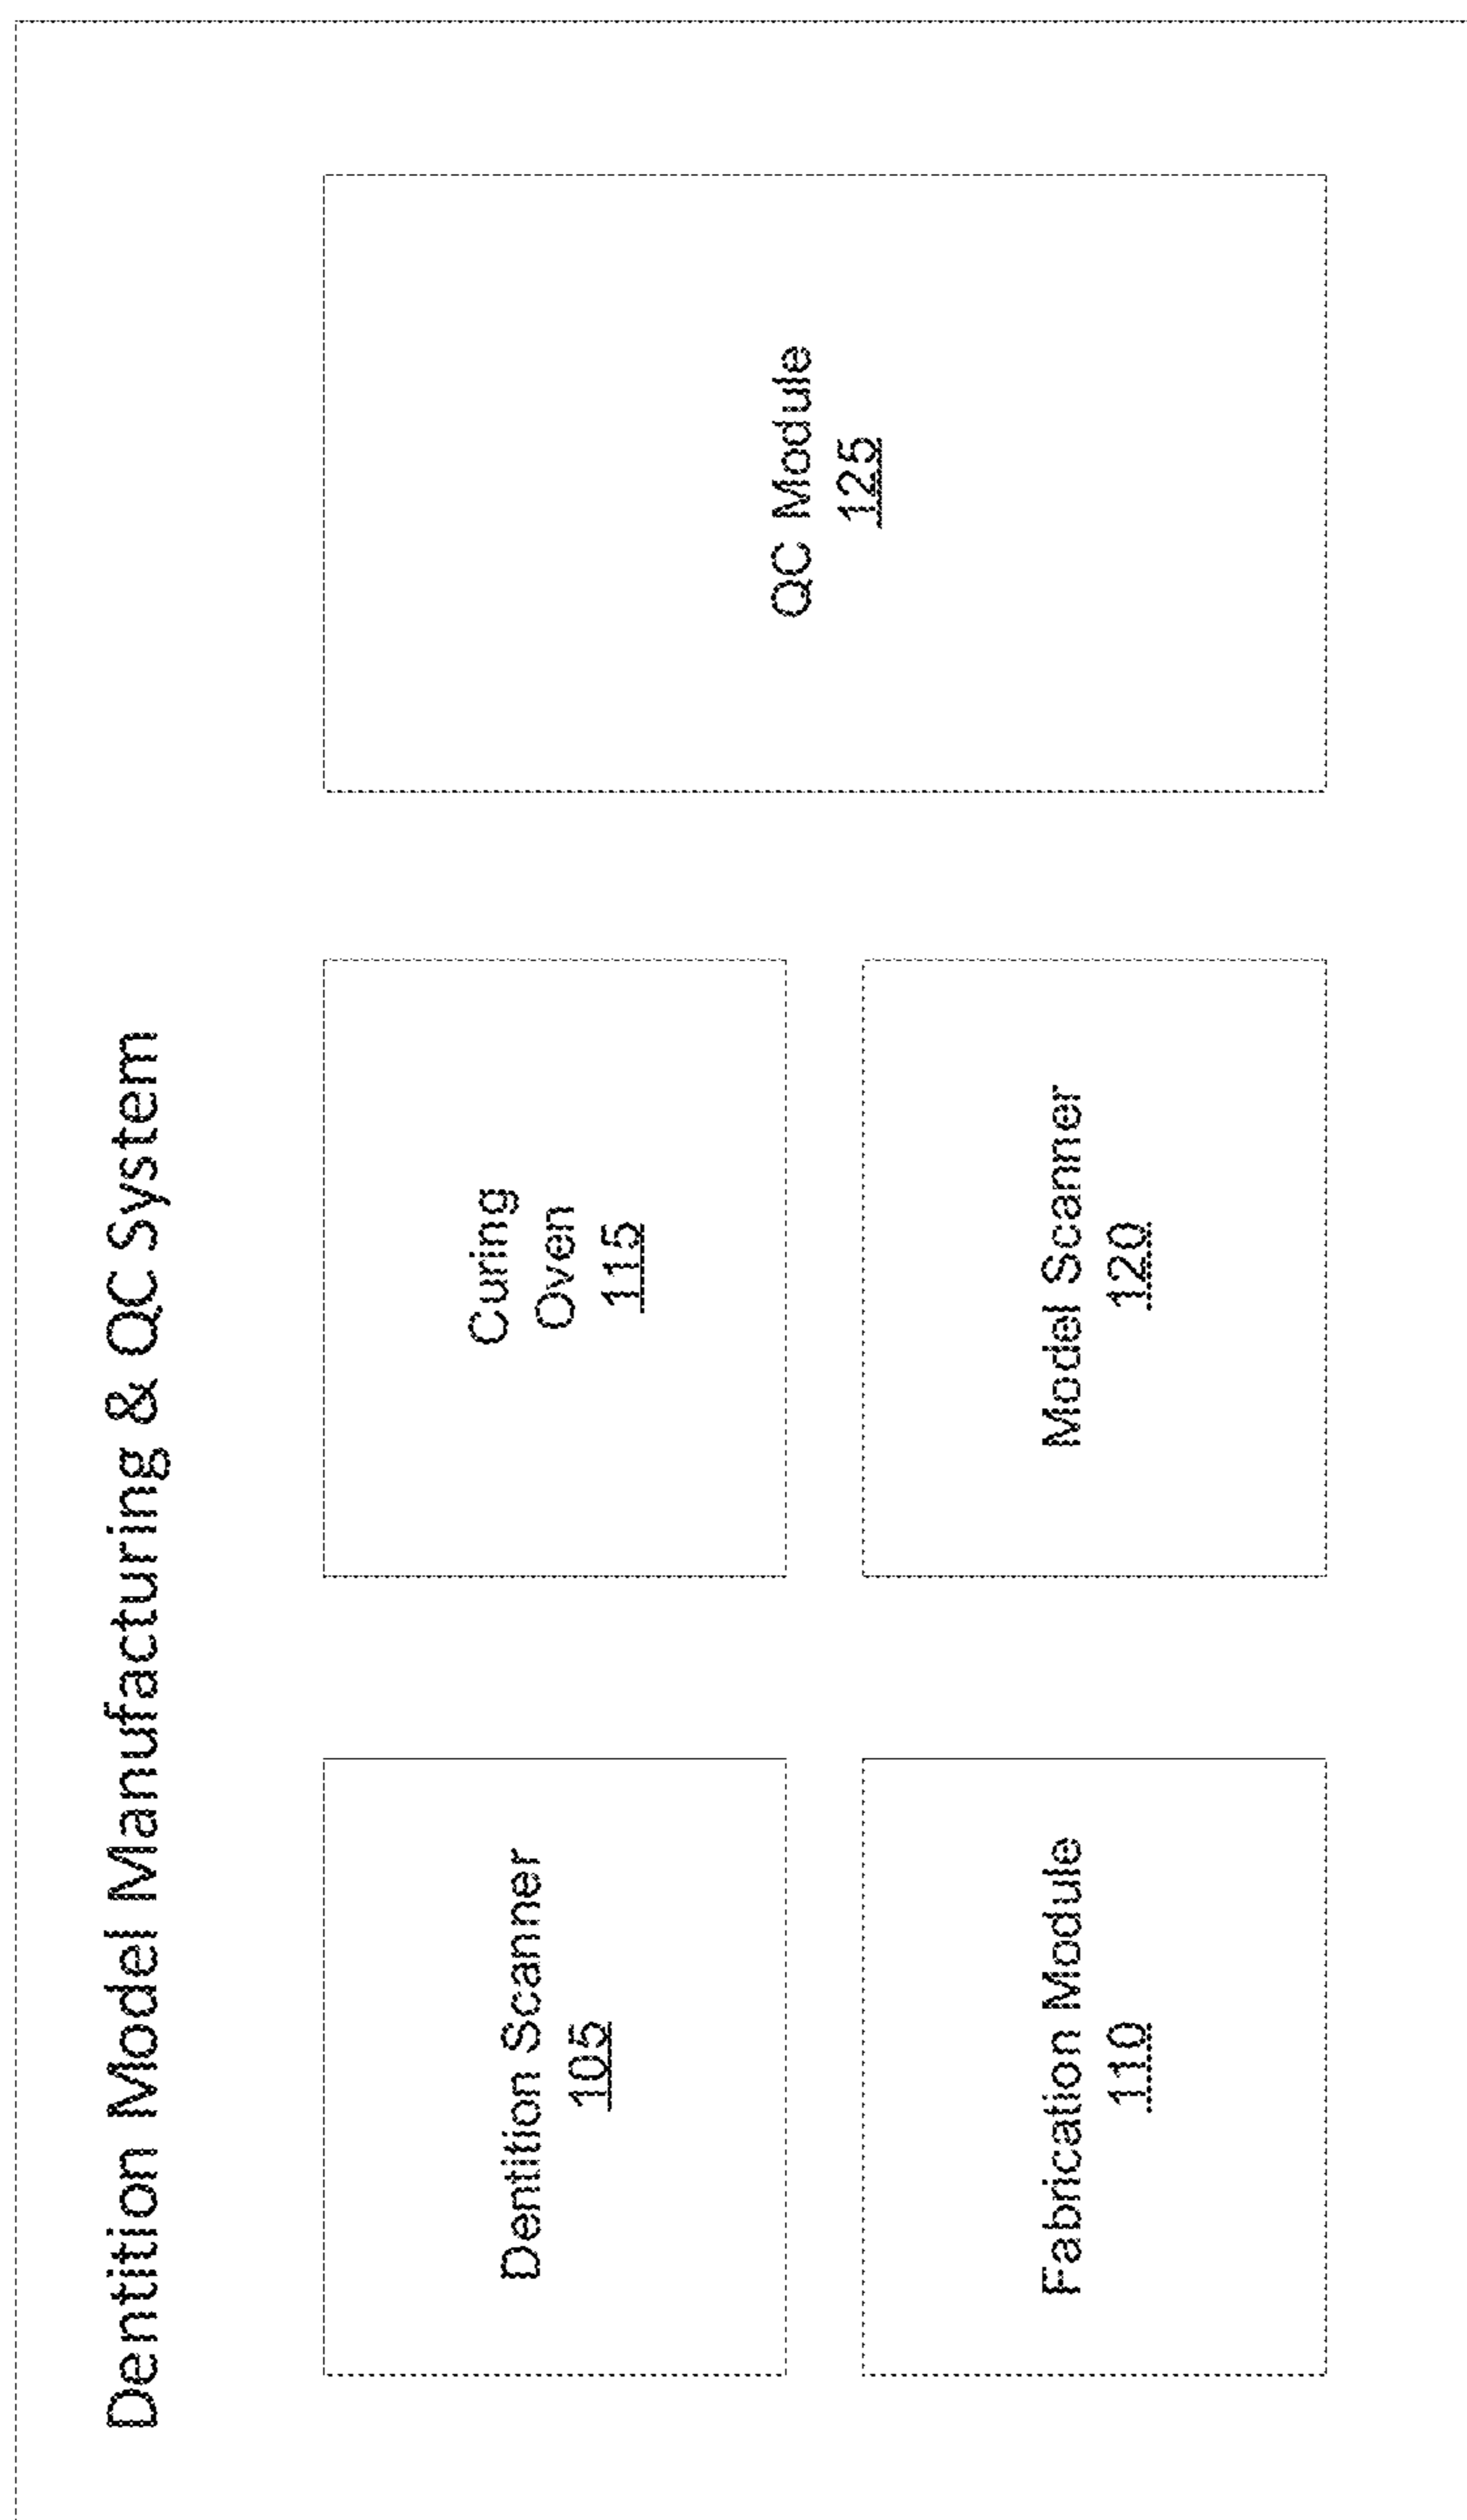 Dentition Model Manufacturing & QC System
Dentition Scanner
105
Curing
Oven
115
QC Module
125
Fabrication Module
110
Model Scanner
120